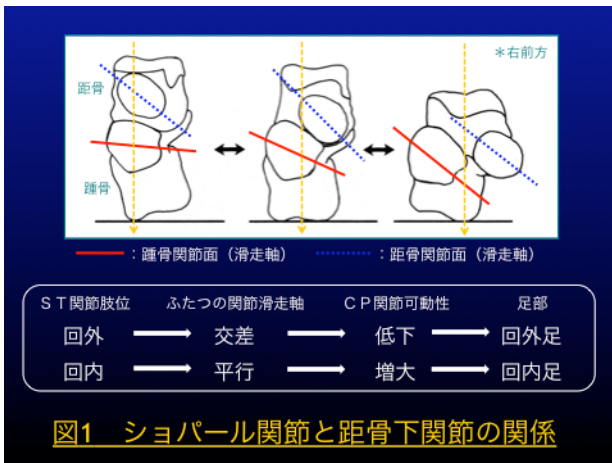 ＊右前方
距骨
踵骨
：踵骨関節面（滑走軸） ：距骨関節面（滑走軸）
ＳＴ関節肢位 ふたつの関節滑走軸 ＣＰ関節可動性 足部
回外 交差 低下 回外足
回内 平行 増大 回内足
図1　ショパール関節と距骨下関節の関係